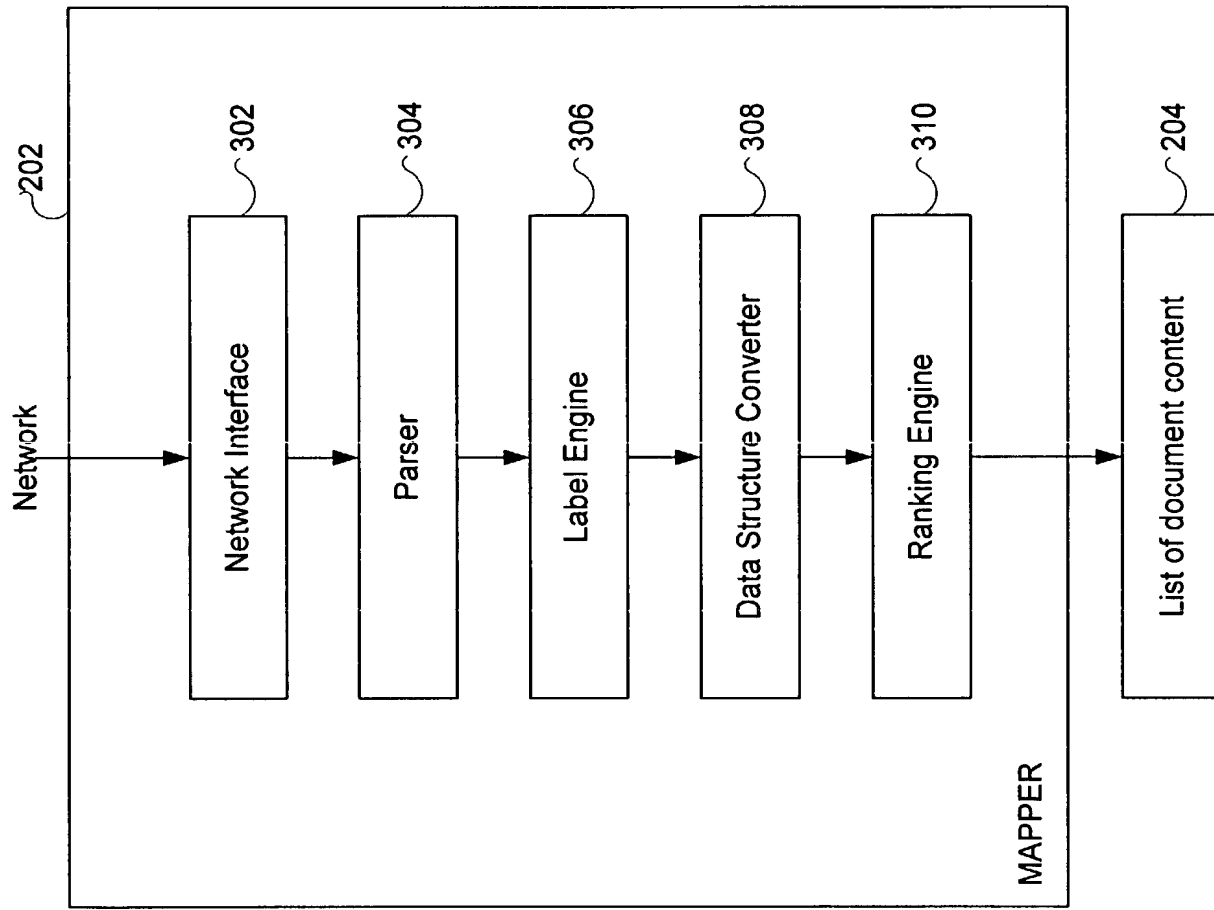 Network
202
Network Interface
302
Parser
304
Label Engine
306
Data Structure Converter
308
Ranking Engine
310
MAPPER
List of document content
204